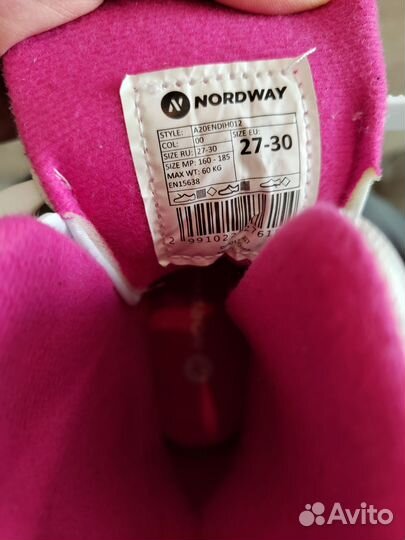 NORDWAY
STYLE: A20ENDIH012
COL: 00 SIZE EU:
SIZE RU: 27-30 27-30
SIZE MP: 160 - 185
MAX WT: 60 KG
EN15638
Avito